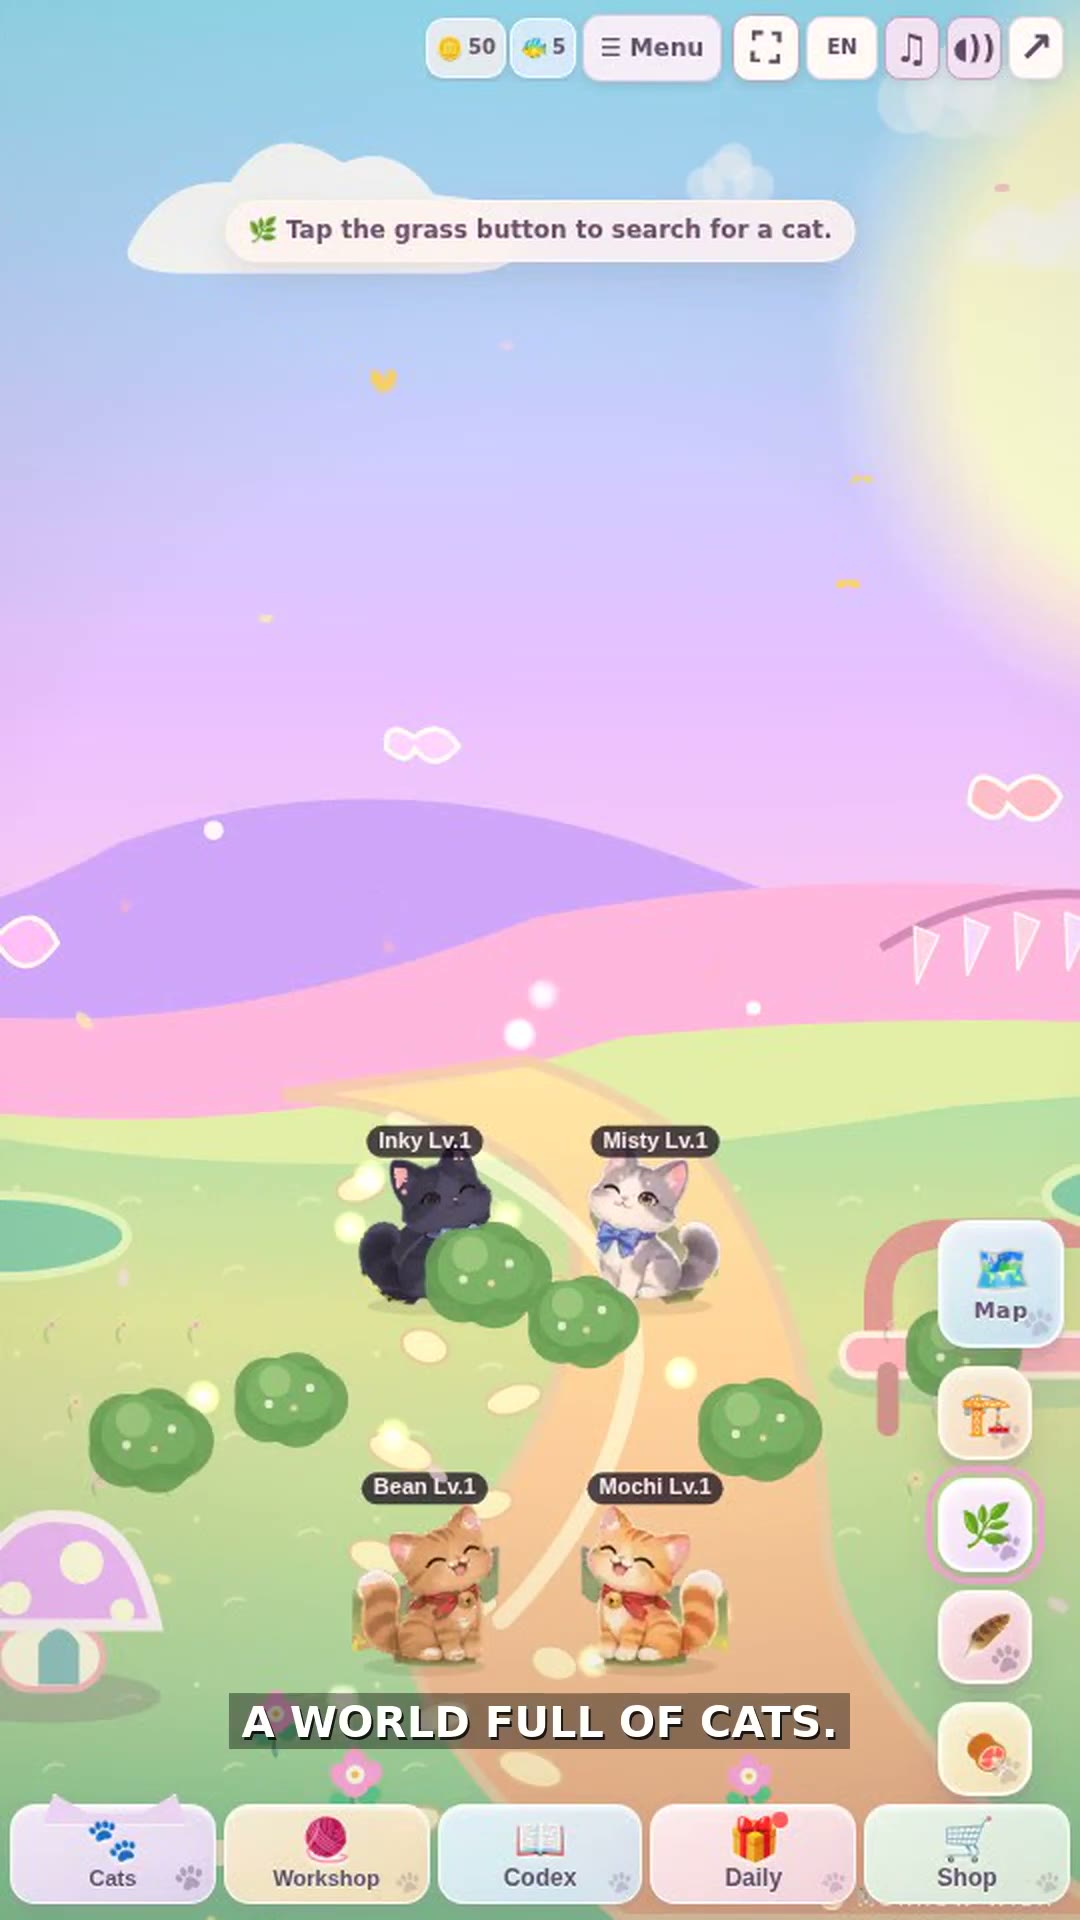 50
5
☰ Menu
EN
Tap the grass button to search for a cat.
Inky Lv.1
Misty Lv.1
Map
Bean Lv.1
Mochi Lv.1
A WORLD FULL OF CATS.
Cats
Workshop
Codex
Daily
Shop